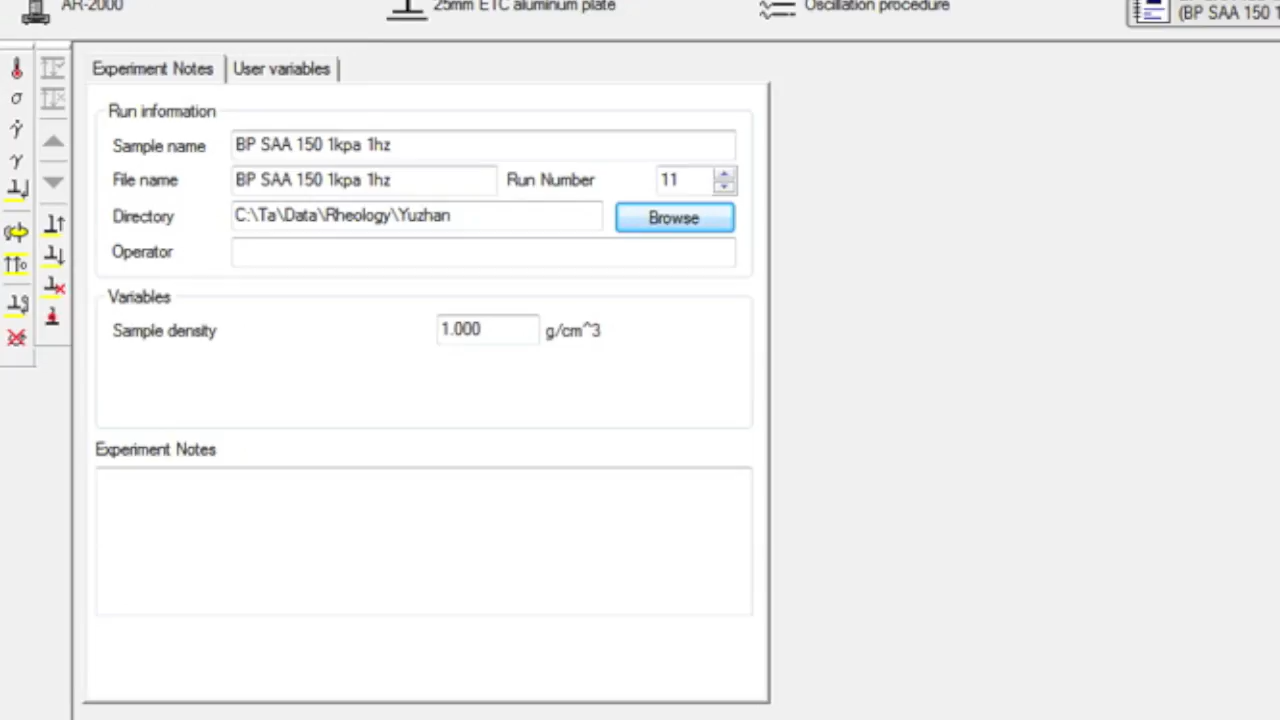 AR-2000
25mm ETC aluminum plate
Oscillation procedure
(BP SAA 150 1
Experiment Notes
User variables
Run information
Sample name
BP SAA 150 1kpa 1hz
File name
BP SAA 150 1kpa 1hz
Run Number
11
Directory
C:\Ta\Data\Rheology\Yuzhan
Browse
Operator
Variables
Sample density
1.000
g/cm^3
Experiment Notes